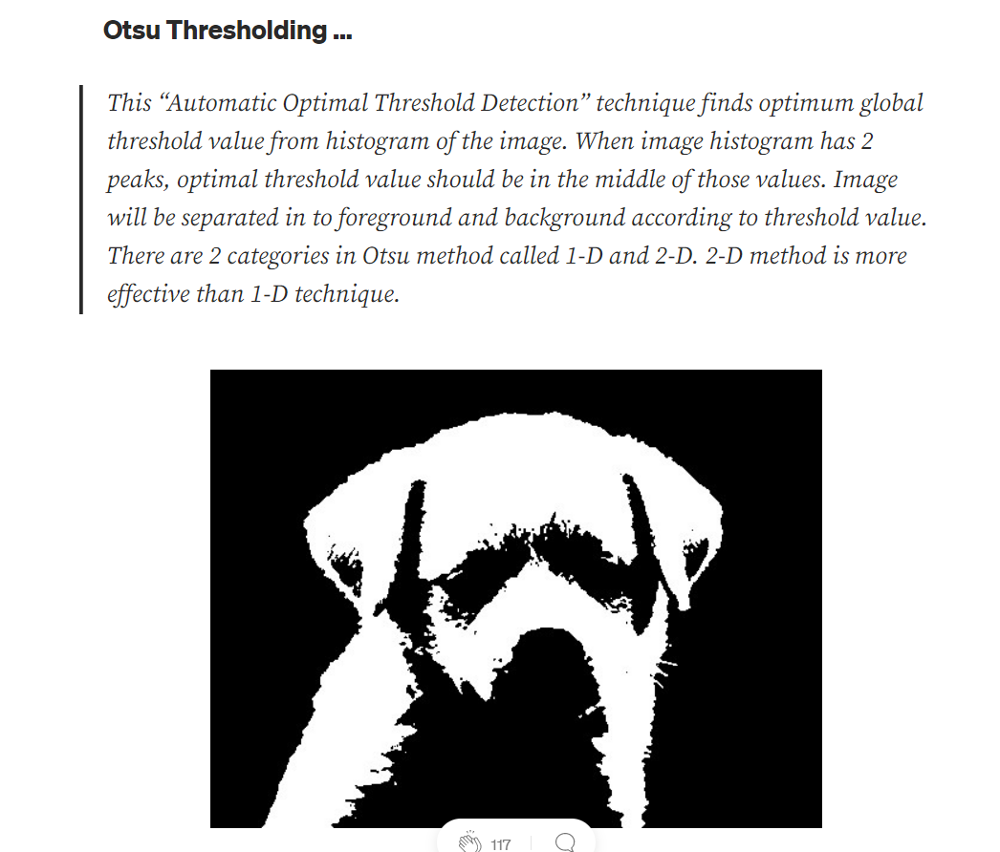 Otsu Thresholding ...
This “Automatic Optimal Threshold Detection” technique finds optimum global
threshold value from histogram of the image. When image histogram has 2
peaks, optimal threshold value should be in the middle of those values. Image
will be separated in to foreground and background according to threshold value.
There are 2 categories in Otsu method called 1-D and 2-D. 2-D method is more
effective than 1-D technique.
117